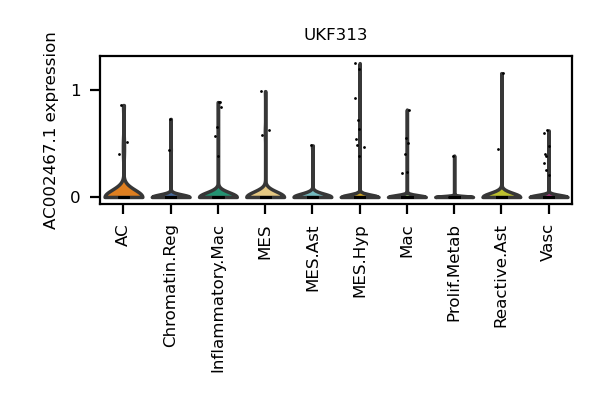 UKF313
AC002467.1 expression
1
0
AC
Chromatin.Reg
Inflammatory.Mac
MES
MES.Ast
MES.Hyp
Mac
Prolif.Metab
Reactive.Ast
Vasc